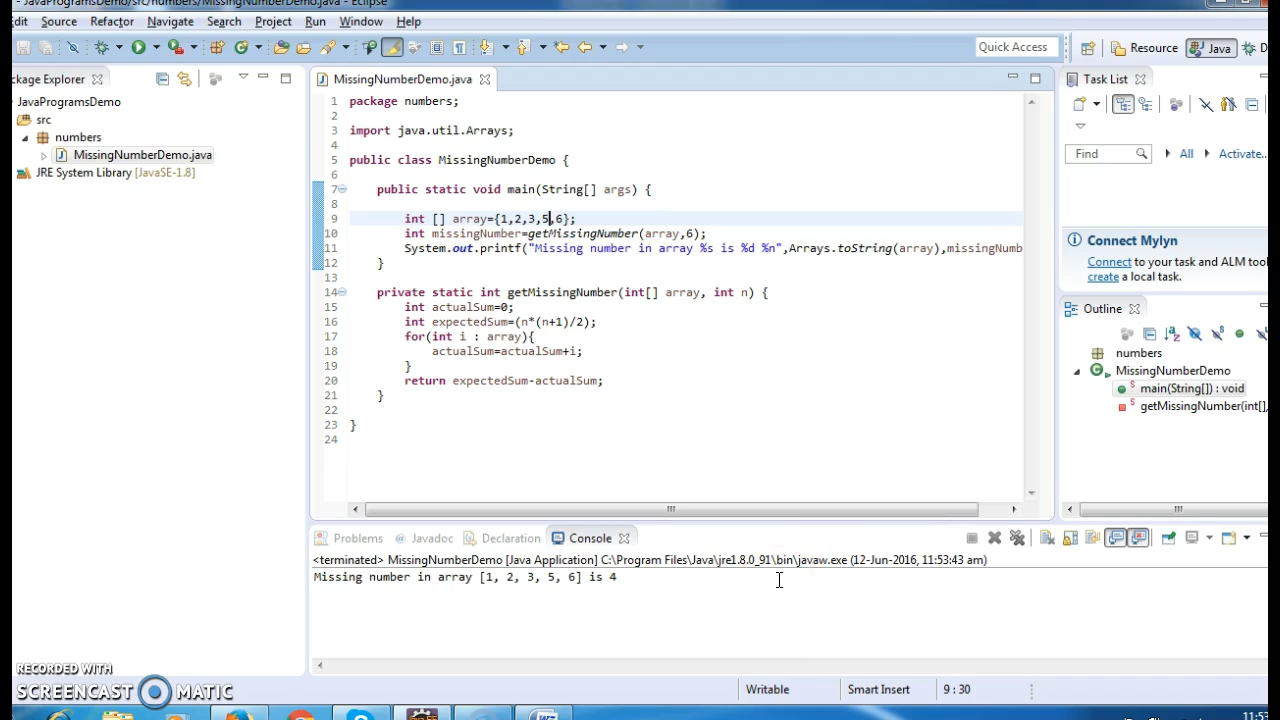 - JavaProgramsDemo/src/numbers/MissingNumberDemo.java - Eclipse
dit Source Refactor Navigate Search Project Run Window Help
Quick Access
Resource
Java
D
ackage Explorer
JavaProgramsDemo
src
numbers
MissingNumberDemo.java
JRE System Library [JavaSE-1.8]
MissingNumberDemo.java
1 package numbers;
2
3 import java.util.Arrays;
4
5 public class MissingNumberDemo {
6
7 public static void main(String[] args) {
8
9 int [] array={1,2,3,5,6};
10 int missingNumber=getMissingNumber(array,6);
11 System.out.printf("Missing number in array %s is %d %n",Arrays.toString(array),missingNumb
12 }
13
14 private static int getMissingNumber(int[] array, int n) {
15 int actualSum=0;
16 int expectedSum=(n*(n+1)/2);
17 for(int i : array){
18 actualSum=actualSum+i;
19 }
20 return expectedSum-actualSum;
21 }
22
23 }
24
Task List
Find
All
Activate...
Connect Mylyn
Connect to your task and ALM tool
create a local task.
Outline
numbers
MissingNumberDemo
main(String[]) : void
getMissingNumber(int[],
Problems Javadoc Declaration Console
<terminated> MissingNumberDemo [Java Application] C:\Program Files\Java\jre1.8.0_91\bin\javaw.exe (12-Jun-2016, 11:53:43 am)
Missing number in array [1, 2, 3, 5, 6] is 4
RECORDED WITH
SCREENCAST MATIC
Writable
Smart Insert
9 : 30